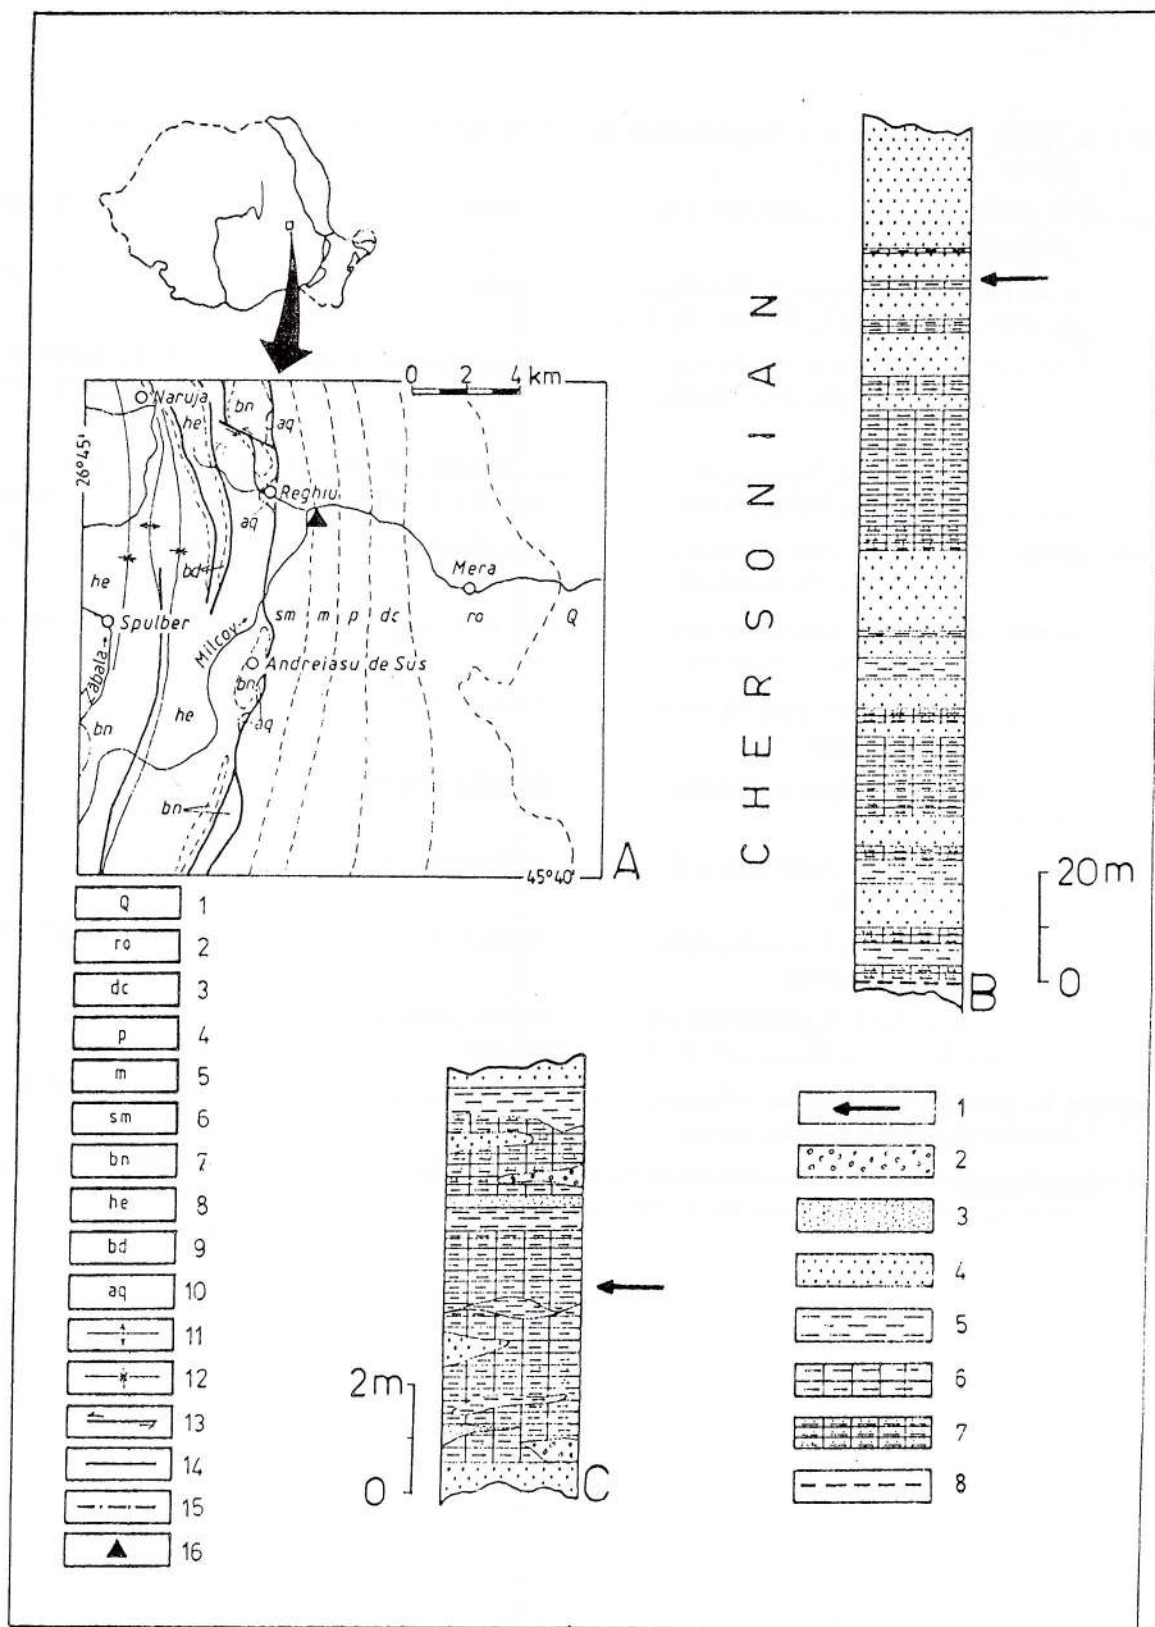 0 2 4 km
Naruja
bn
he
aq
26°45'
Reghiu
aq
Mera
he
bd
sm m p dc ro Q
Spulber
Milcov
Andreiasu de Sus
bn
he
bn
aq
bn
45°40'
A
Q 1
ro 2
dc 3
p 4
m 5
sm 6
bn 7
he 8
bd 9
aq 10
11
12
13
14
15
16
CHERSONIAN
20m
0
B
2m
0
C
1
2
3
4
5
6
7
8